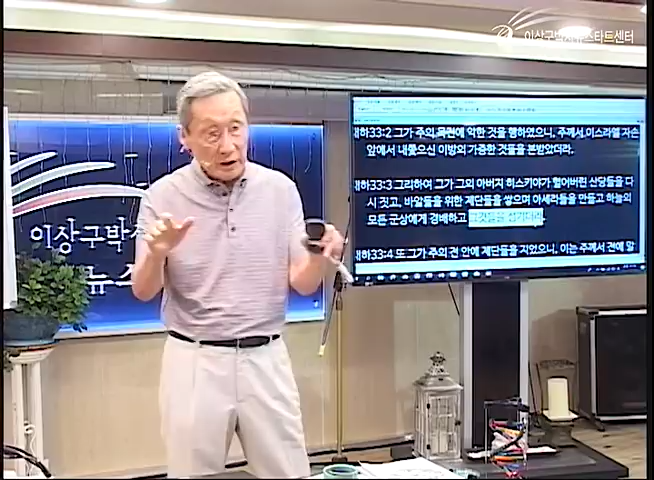 이상구박사뉴스타트센터
대하33:2 그가 주의 목전에 악한 것을 행하였으니, 주께서 이스라엘 자손
앞에서 내쫓으신 이방의 가증한 것들을 본받았더라.
대하33:3 그리하여 그가 그의 아버지 히스키야가 헐어버린 산당들을 다
시 짓고, 바알들을 위한 제단들을 쌓으며 아세라들을 만들고 하늘의
모든 군상에게 경배하고 그것들을 섬기더라.
대하33:4 또 그가 주의 전 안에 제단들을 지었으니, 이는 주께서 전에 말
이상구박
뉴스